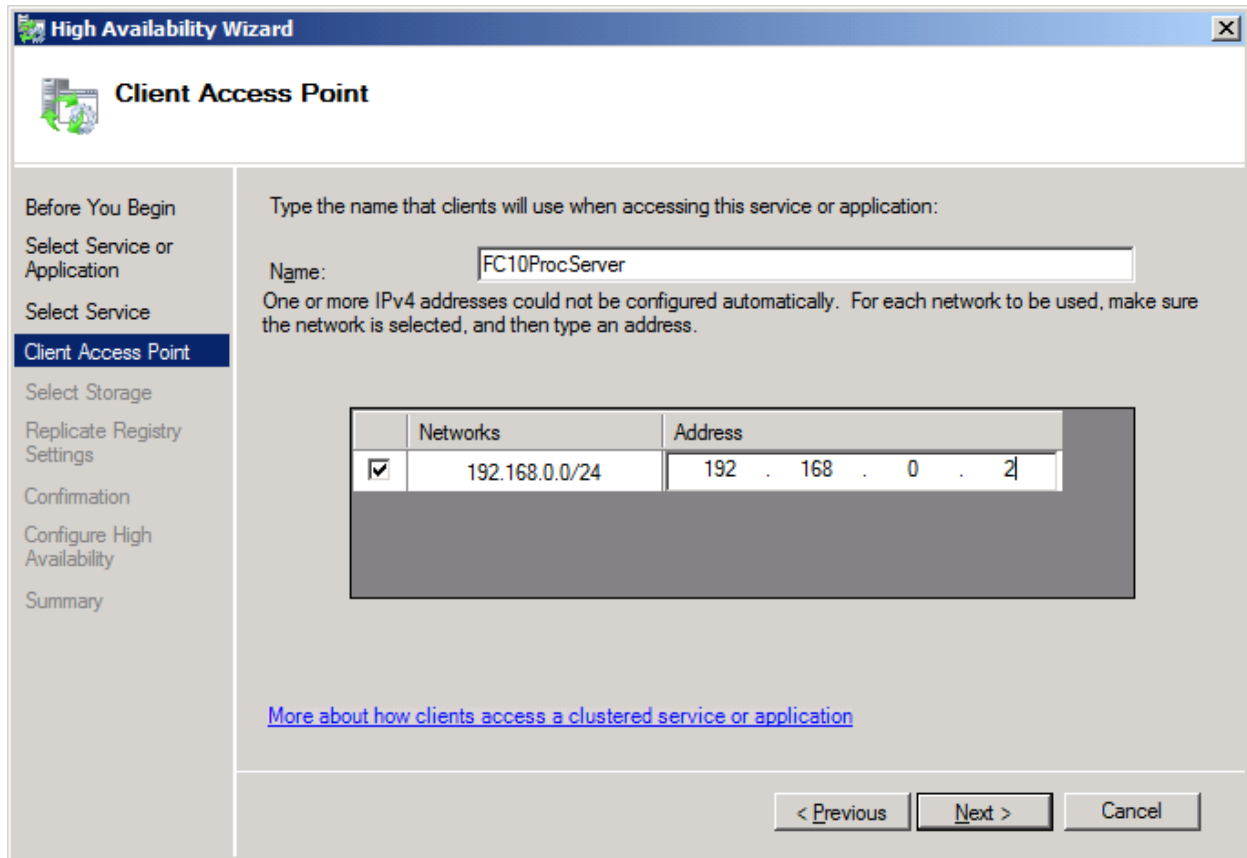 High Availability Wizard
Client Access Point
Before You Begin
Select Service or
Application
Select Service
Client Access Point
Select Storage
Replicate Registry
Settings
Confirmation
Configure High
Availability
Summary
Type the name that clients will use when accessing this service or application:
Name: FC10ProcServer
One or more IPv4 addresses could not be configured automatically. For each network to be used, make sure
the network is selected, and then type an address.
Networks Address
192.168.0.0/24 192 . 168 . 0 . 2
More about how clients access a clustered service or application
< Previous Next > Cancel